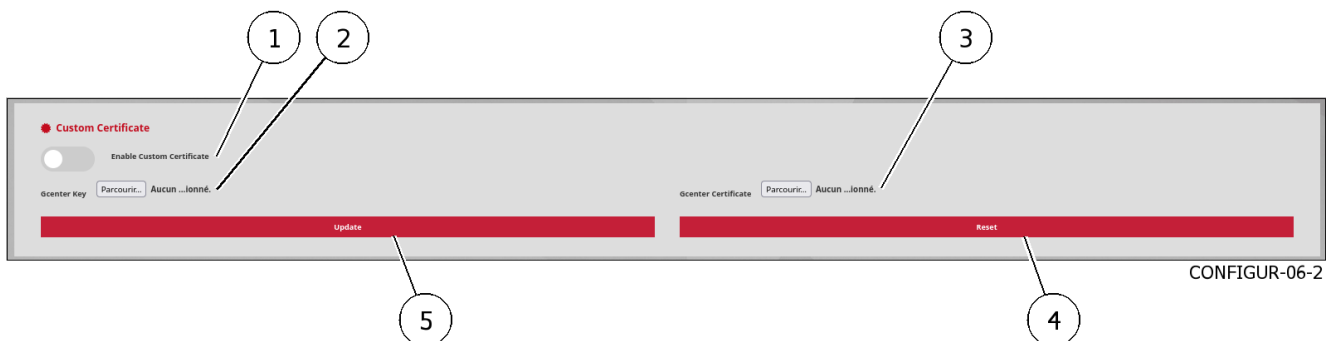 1 2 3
Custom Certificate
Enable Custom Certificate
Gcenter Key Parcourir... Aucun ...ionné. Gcenter Certificate Parcourir... Aucun ...ionné.
Update Reset
CONFIGUR-06-2
5 4